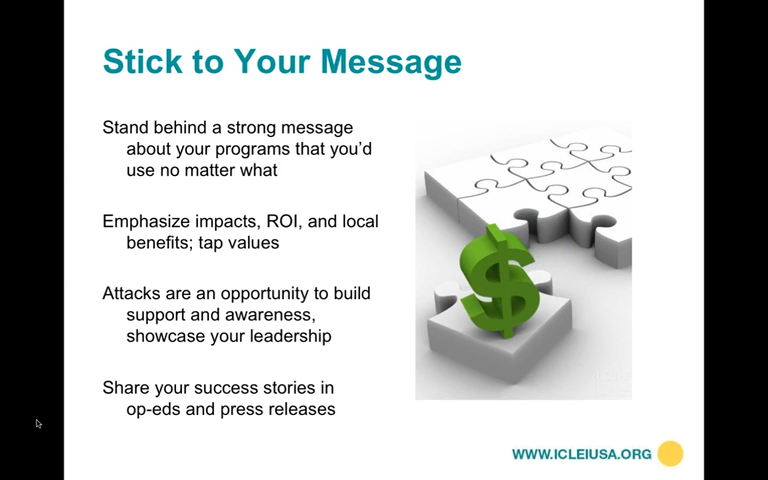 Stick to Your Message
Stand behind a strong message
about your programs that you’d
use no matter what
Emphasize impacts, ROI, and local
benefits; tap values
Attacks are an opportunity to build
support and awareness,
showcase your leadership
Share your success stories in
op-eds and press releases
$
WWW.ICLEIUSA.ORG